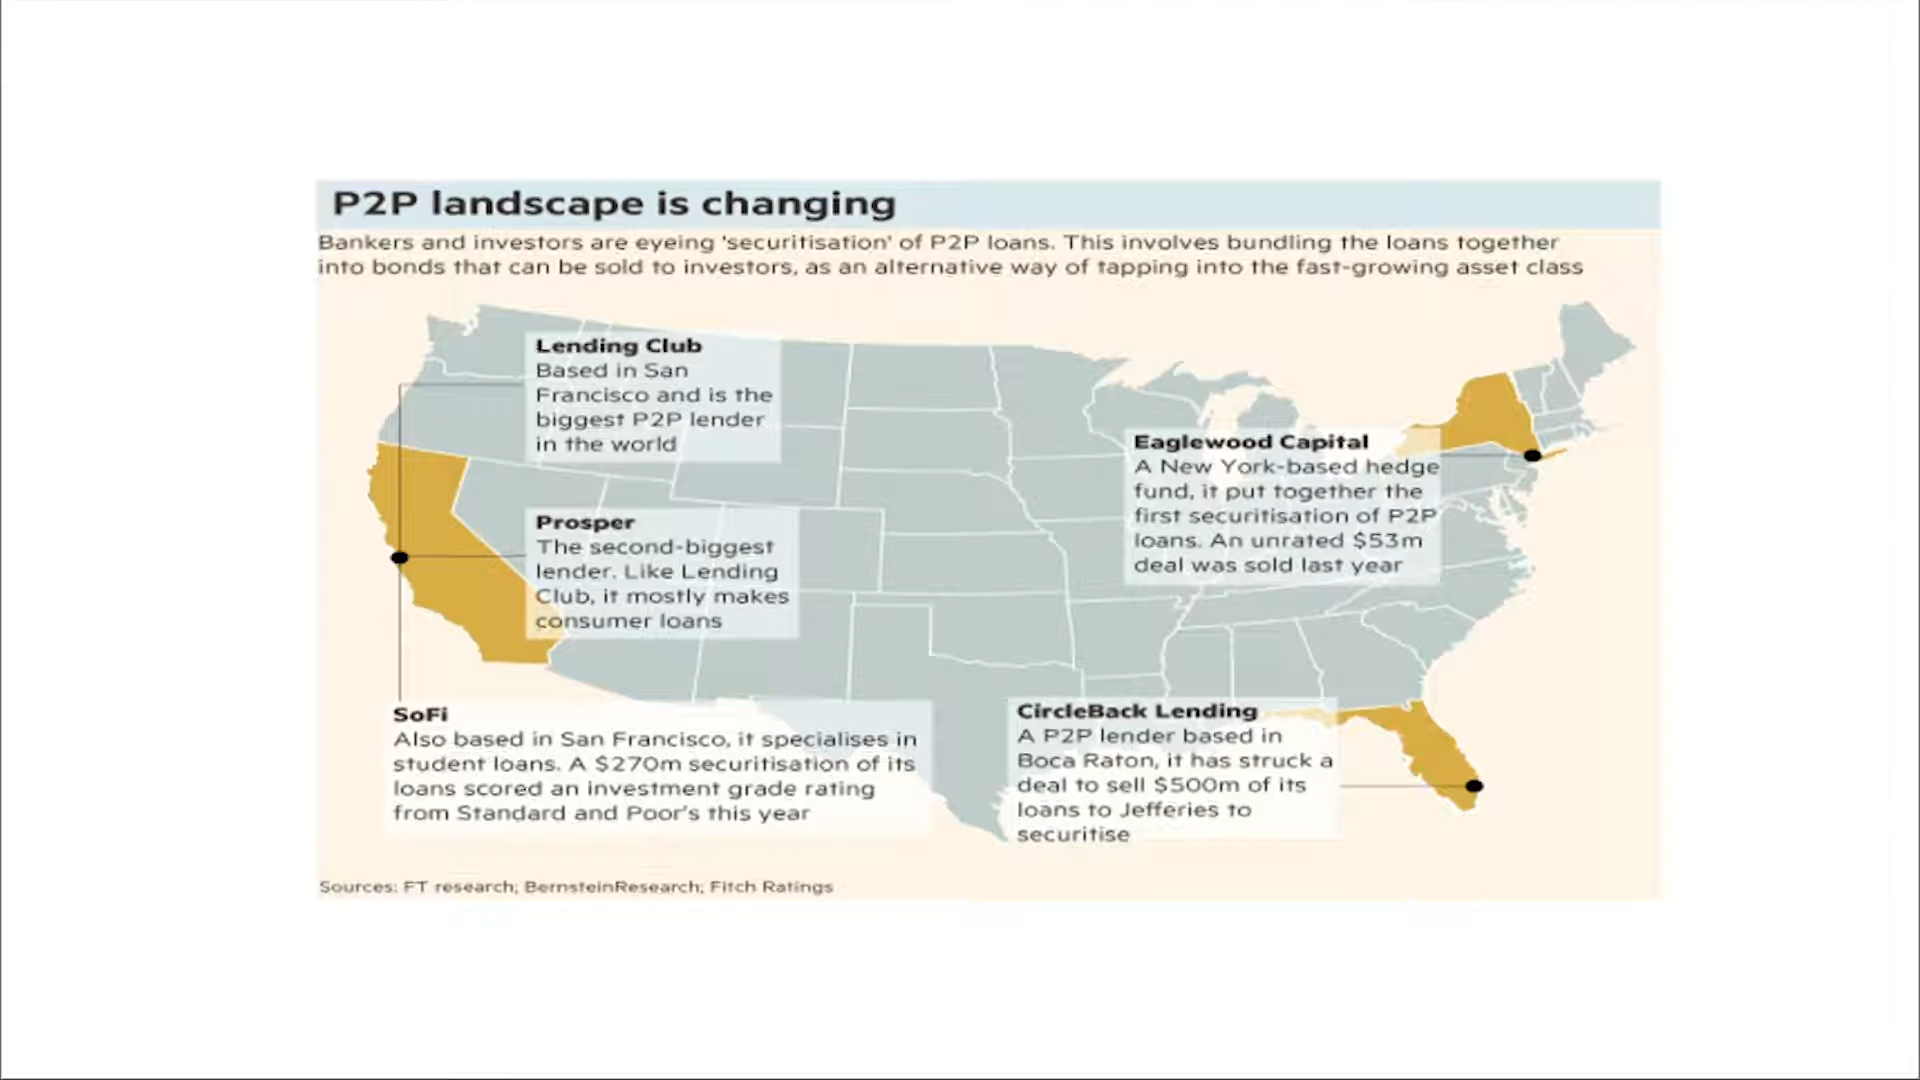 P2P landscape is changing
Bankers and investors are eyeing 'securitisation' of P2P loans. This involves bundling the loans together
into bonds that can be sold to investors, as an alternative way of tapping into the fast-growing asset class
Lending Club
Based in San
Francisco and is the
biggest P2P lender
in the world
Prosper
The second-biggest
lender. Like Lending
Club, it mostly makes
consumer loans
SoFi
Also based in San Francisco, it specialises in
student loans. A $270m securitisation of its
loans scored an investment grade rating
from Standard and Poor's this year
Eaglewood Capital
A New York-based hedge
fund, it put together the
first securitisation of P2P
loans. An unrated $53m
deal was sold last year
CircleBack Lending
A P2P lender based in
Boca Raton, it has struck a
deal to sell $500m of its
loans to Jefferies to
securitise
Sources: FT research; BernsteinResearch; Fitch Ratings